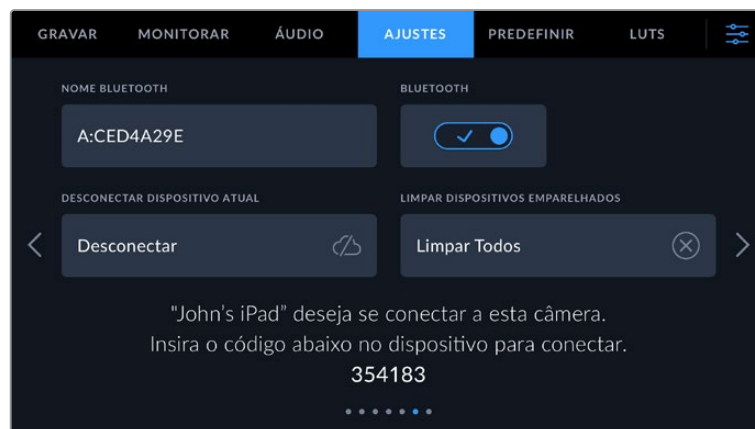 GRAVAR MONITORAR ÁUDIO AJUSTES PREDEFINIR LUTS
NOME BLUETOOTH BLUETOOTH
A:CED4A29E
DESCONECTAR DISPOSITIVO ATUAL LIMPAR DISPOSITIVOS EMPARELHADOS
Desconectar Limpar Todos
"John's iPad” deseja se conectar a esta câmera.
Insira o código abaixo no dispositivo para conectar.
354183